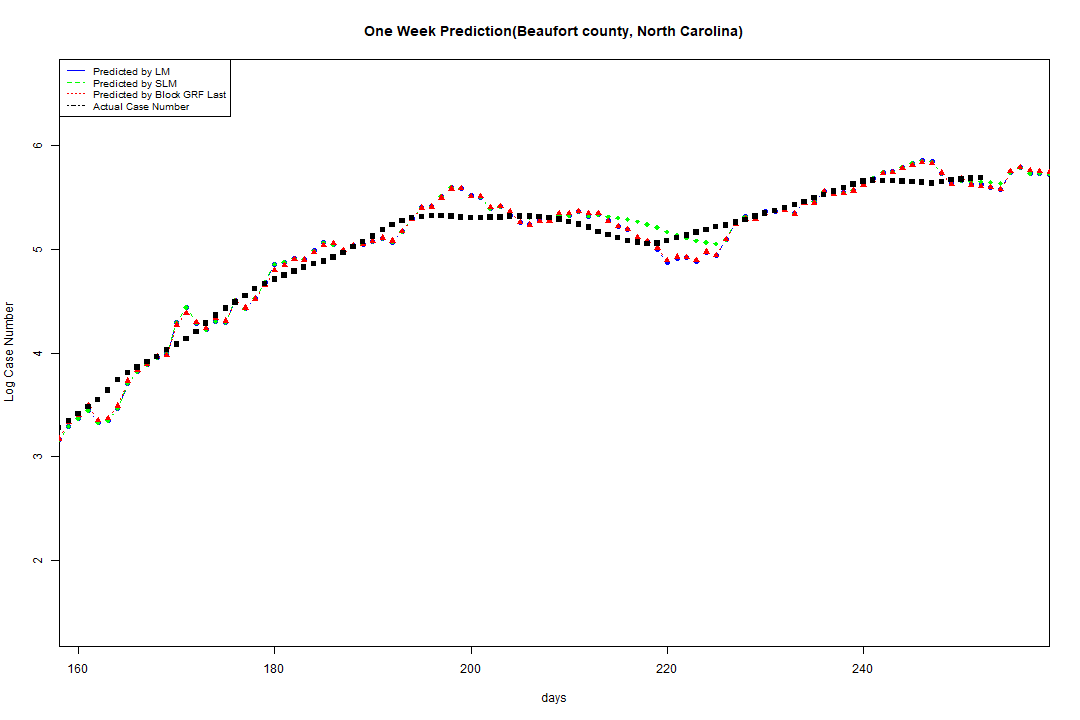 One Week Prediction(Beaufort county, North Carolina)
Predicted by LM
Predicted by SLM
Predicted by Block GRF Last
Actual Case Number
6
5
4
3
2
Log Case Number
160 180 200 220 240
days